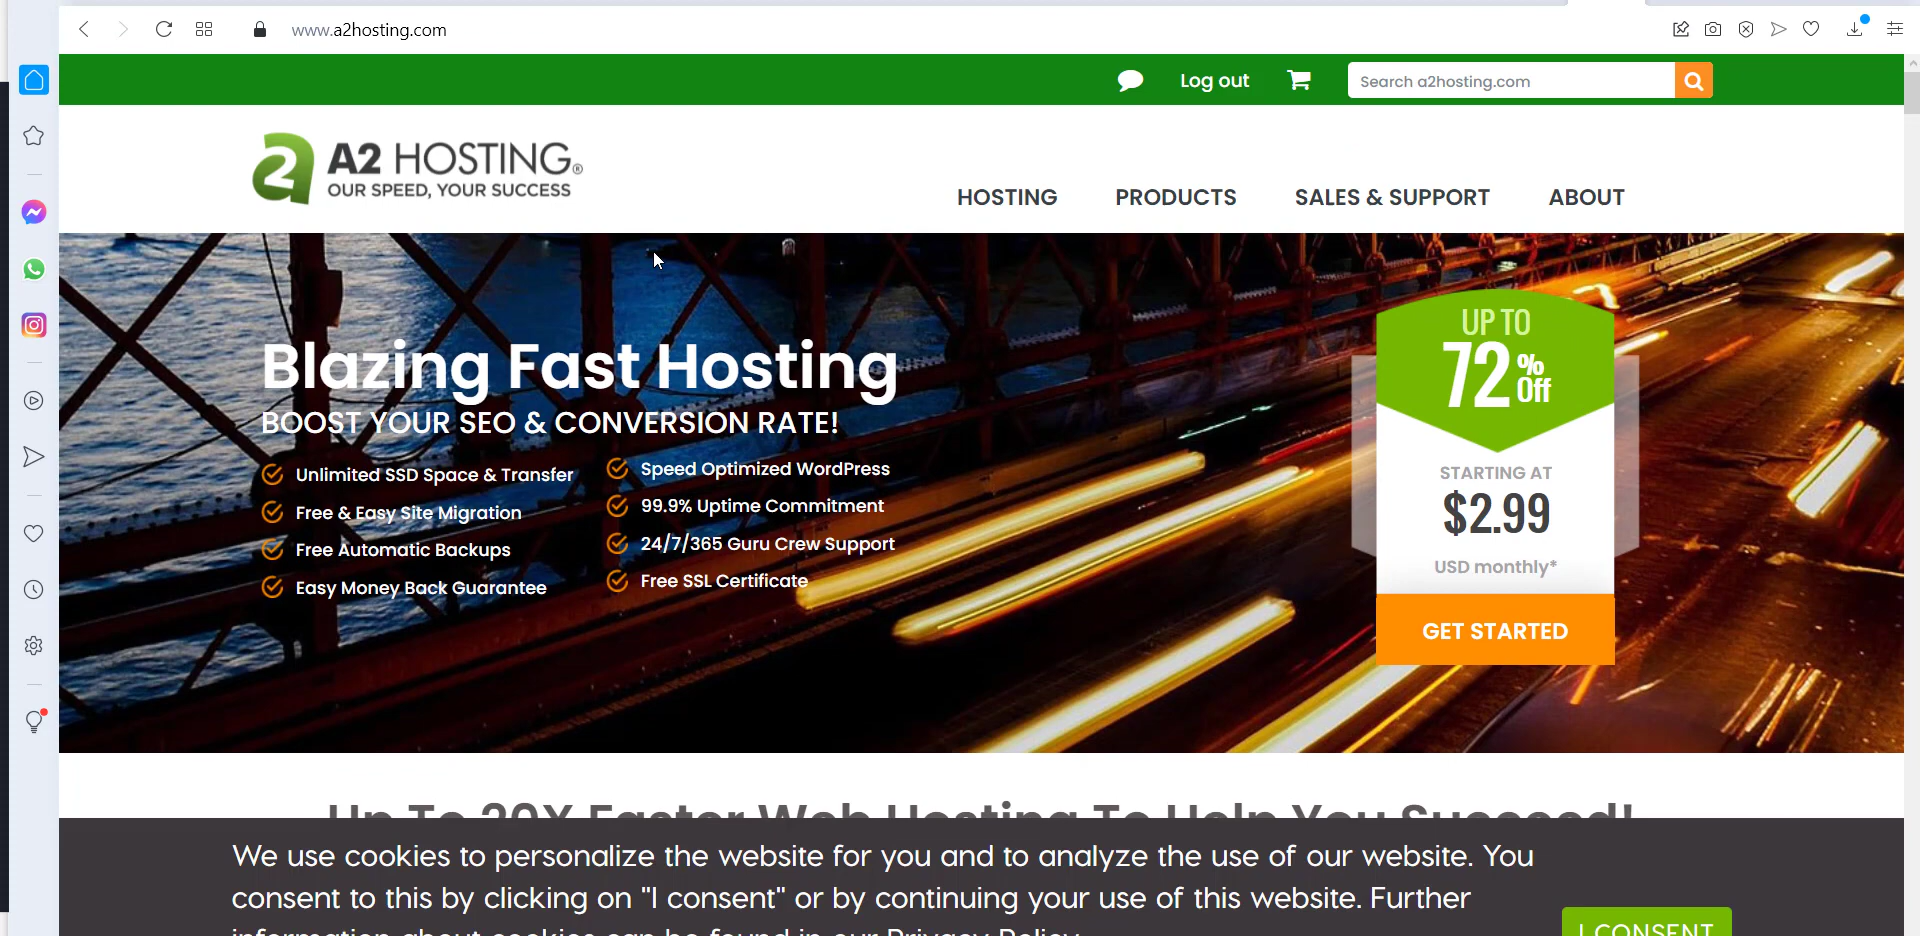 www.a2hosting.com
Log out
Search a2hosting.com
A2 HOSTING®
OUR SPEED, YOUR SUCCESS
HOSTING PRODUCTS SALES & SUPPORT ABOUT
Blazing Fast Hosting
BOOST YOUR SEO & CONVERSION RATE!
Unlimited SSD Space & Transfer
Free & Easy Site Migration
Free Automatic Backups
Easy Money Back Guarantee
Speed Optimized WordPress
99.9% Uptime Commitment
24/7/365 Guru Crew Support
Free SSL Certificate
UP TO
72% Off
STARTING AT
$2.99
USD monthly*
GET STARTED
Up To 20X Faster Web Hosting To Help You Succeed!
We use cookies to personalize the website for you and to analyze the use of our website. You
consent to this by clicking on "I consent" or by continuing your use of this website. Further
information about cookies can be found in our Privacy Policy.
I CONSENT